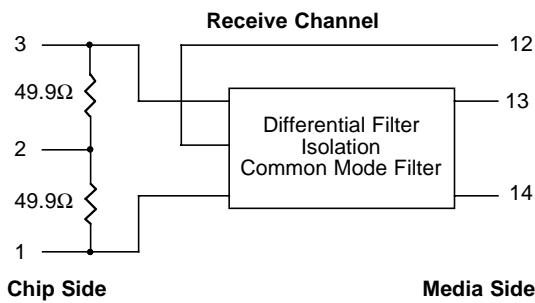 Receive Channel
3
12
49.9Ω
13
Differential Filter
Isolation
Common Mode Filter
2
49.9Ω
14
1
Chip Side
Media Side